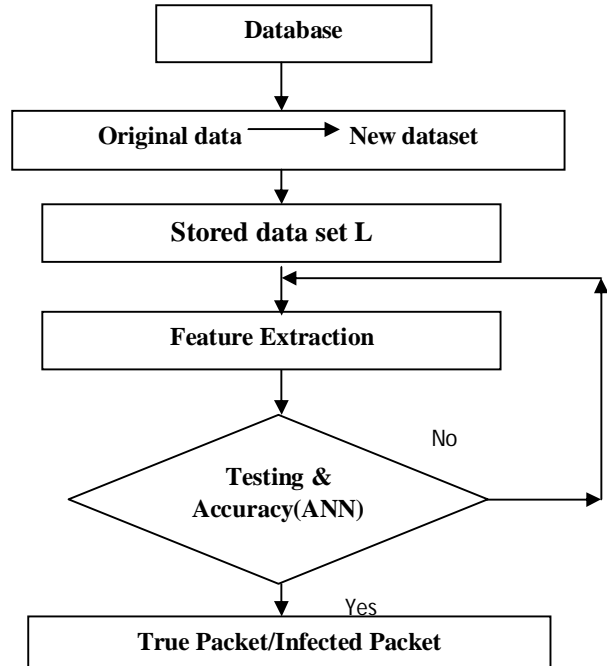 Database
Original data New dataset
Stored data set L
Feature Extraction
No
Testing &
Accuracy(ANN)
Yes
True Packet/Infected Packet